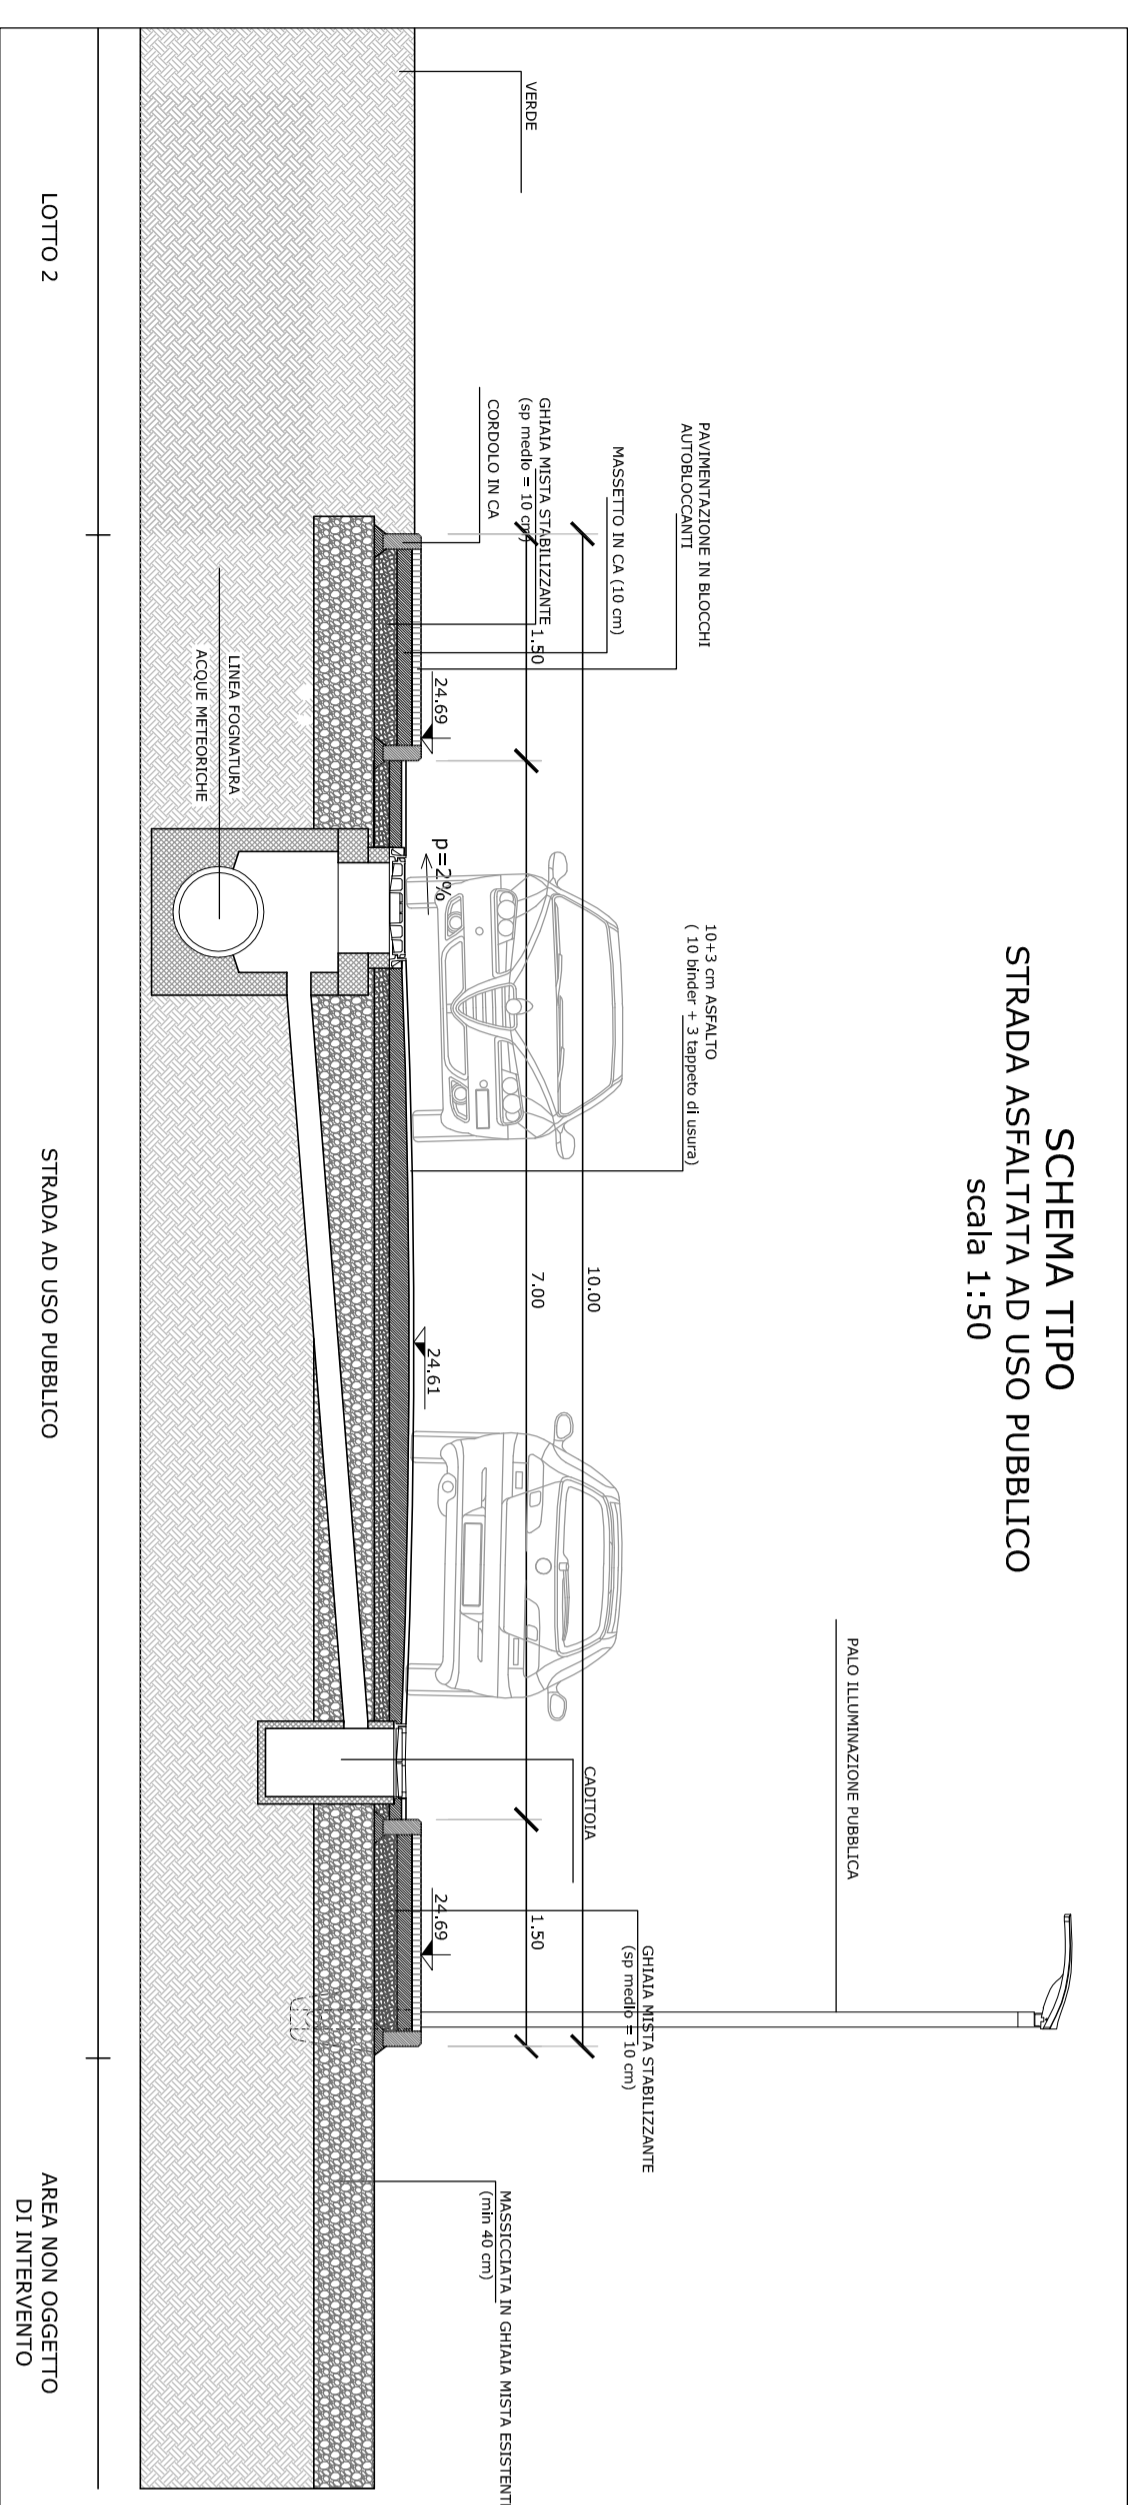 SCHEMA TIPO
STRADA ASFALTATA AD USO PUBBLICO
scala 1:50
PALO ILLUMINAZIONE PUBBLICA
PAVIMENTAZIONE IN BLOCCHI
AUTOBLOCCANTI
10+3 cm ASFALTO
( 10 binder + 3 tappeto di usura)
MASSETTO IN CA (10 cm)
GHIAIA MISTA STABILIZZANTE
(sp medio = 10 cm)
CORDOLO IN CA
VERDE
10.00
1.50
7.00
1.50
CADITOIA
GHIAIA MISTA STABILIZZANTE
(sp medio = 10 cm)
MASSICCIATA IN GHIAIA MISTA ESISTENT
(min 40 cm)
24.69
p=2%
24.61
24.69
LINEA FOGNATURA
ACQUE METEORICHE
LOTTO 2
STRADA AD USO PUBBLICO
AREA NON OGGETTO
DI INTERVENTO